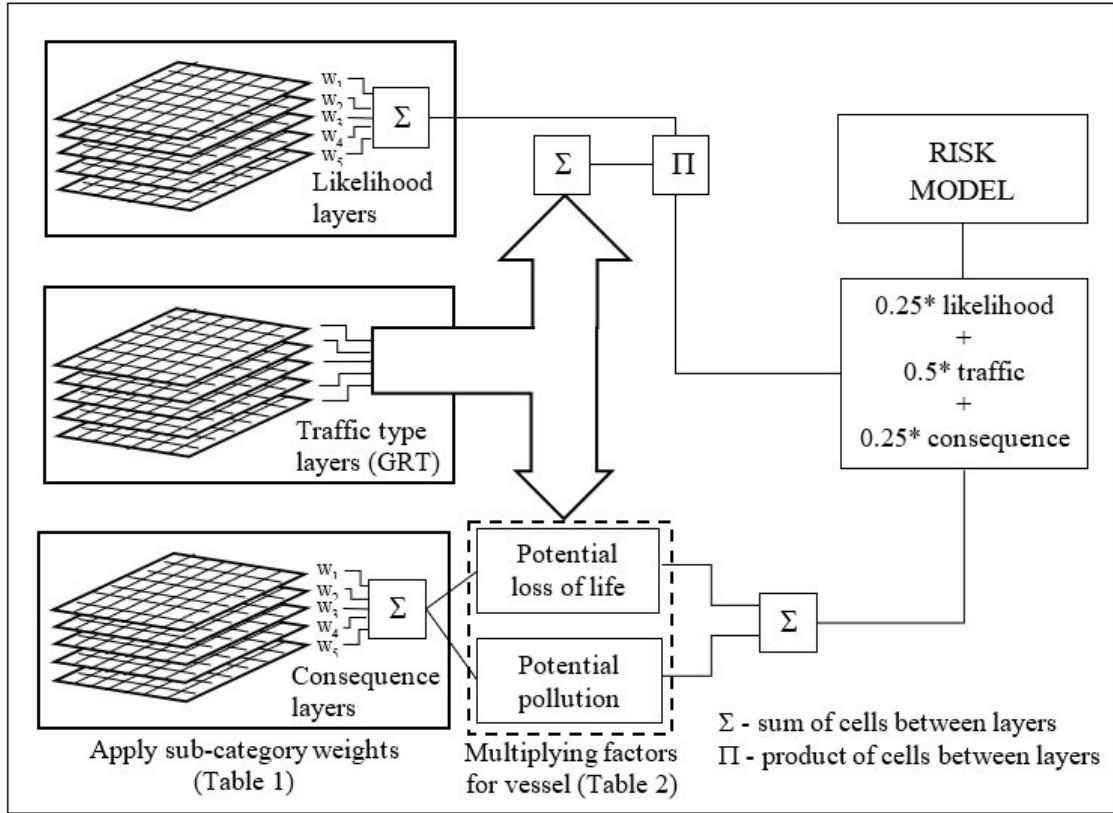 W1
W2
W3
W4
W5
Σ
Likelihood
layers
Σ
Π
RISK
MODEL
Traffic type
layers (GRT)
0.25* likelihood
+
0.5* traffic
+
0.25* consequence
W1
W2
W3
W4
W5
Σ
Consequence
layers
Potential
loss of life
Potential
pollution
Σ
Apply sub-category weights
(Table 1)
Multiplying factors
for vessel (Table 2)
Σ - sum of cells between layers
Π - product of cells between layers